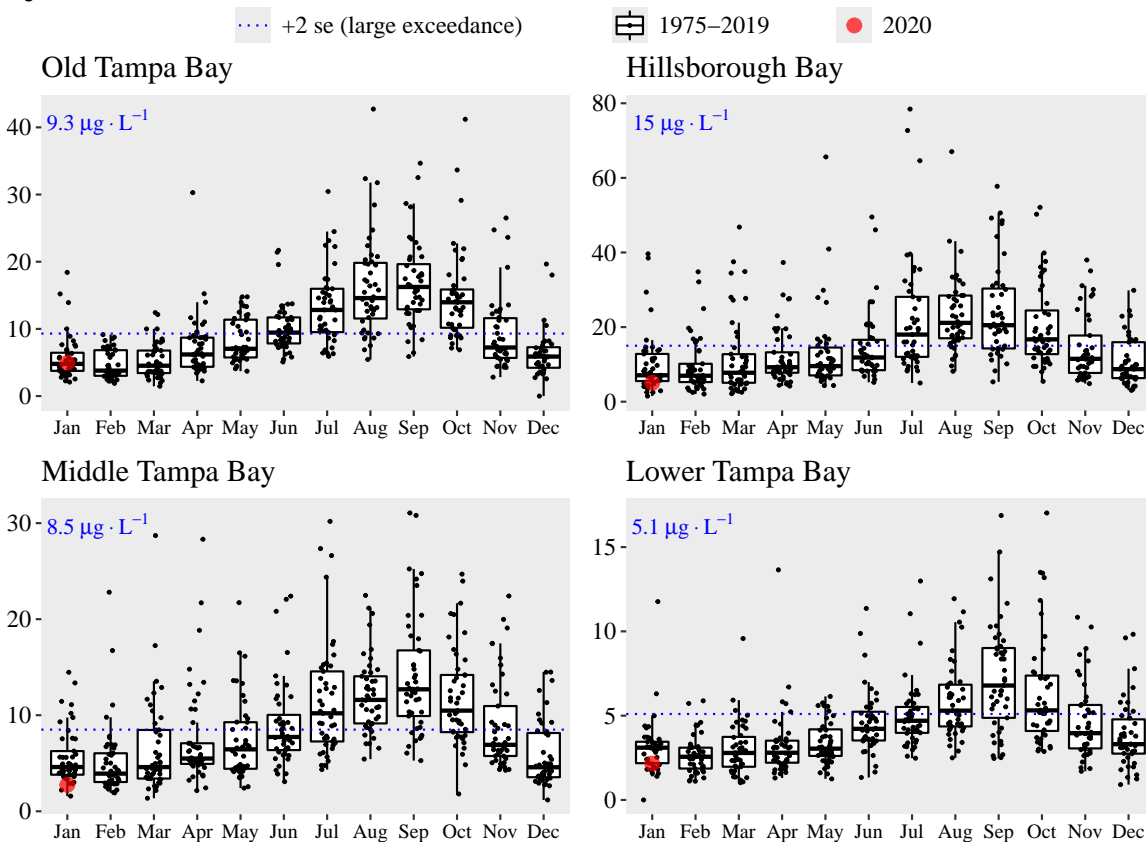 +2 se (large exceedance) 1975–2019 2020
Old Tampa Bay
9.3 μg · L⁻¹
40
30
20
10
0
Jan Feb Mar Apr May Jun Jul Aug Sep Oct Nov Dec
Hillsborough Bay
15 μg · L⁻¹
80
60
40
20
0
Jan Feb Mar Apr May Jun Jul Aug Sep Oct Nov Dec
Middle Tampa Bay
8.5 μg · L⁻¹
30
20
10
0
Jan Feb Mar Apr May Jun Jul Aug Sep Oct Nov Dec
Lower Tampa Bay
5.1 μg · L⁻¹
15
10
5
0
Jan Feb Mar Apr May Jun Jul Aug Sep Oct Nov Dec